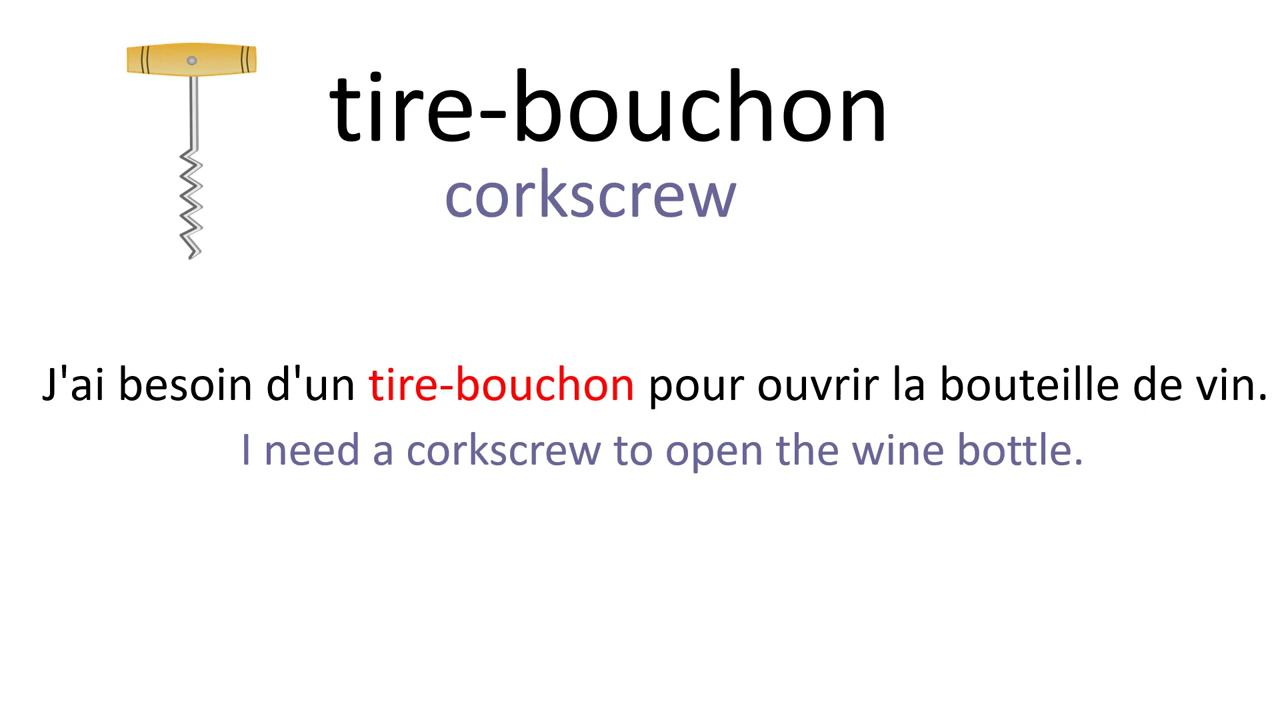 tire-bouchon
corkscrew
J'ai besoin d'un tire-bouchon pour ouvrir la bouteille de vin.
I need a corkscrew to open the wine bottle.